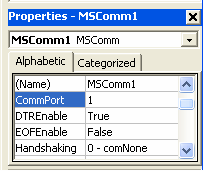 Properties - MSComm1
MSComm1 MSComm
Alphabetic Categorized
(Name) MSComm1
CommPort 1
DTREnable True
EOFEnable False
Handshaking 0 - comNone